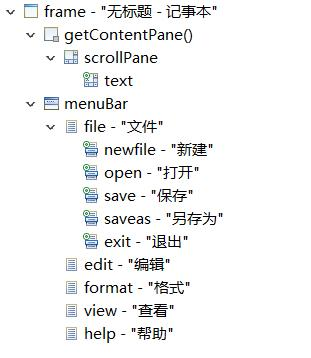 frame - "无标题 - 记事本"
getContentPane()
scrollPane
text
menuBar
file - "文件"
newfile - "新建"
open - "打开"
save - "保存"
saveas - "另存为"
exit - "退出"
edit - "编辑"
format - "格式"
view - "查看"
help - "帮助"